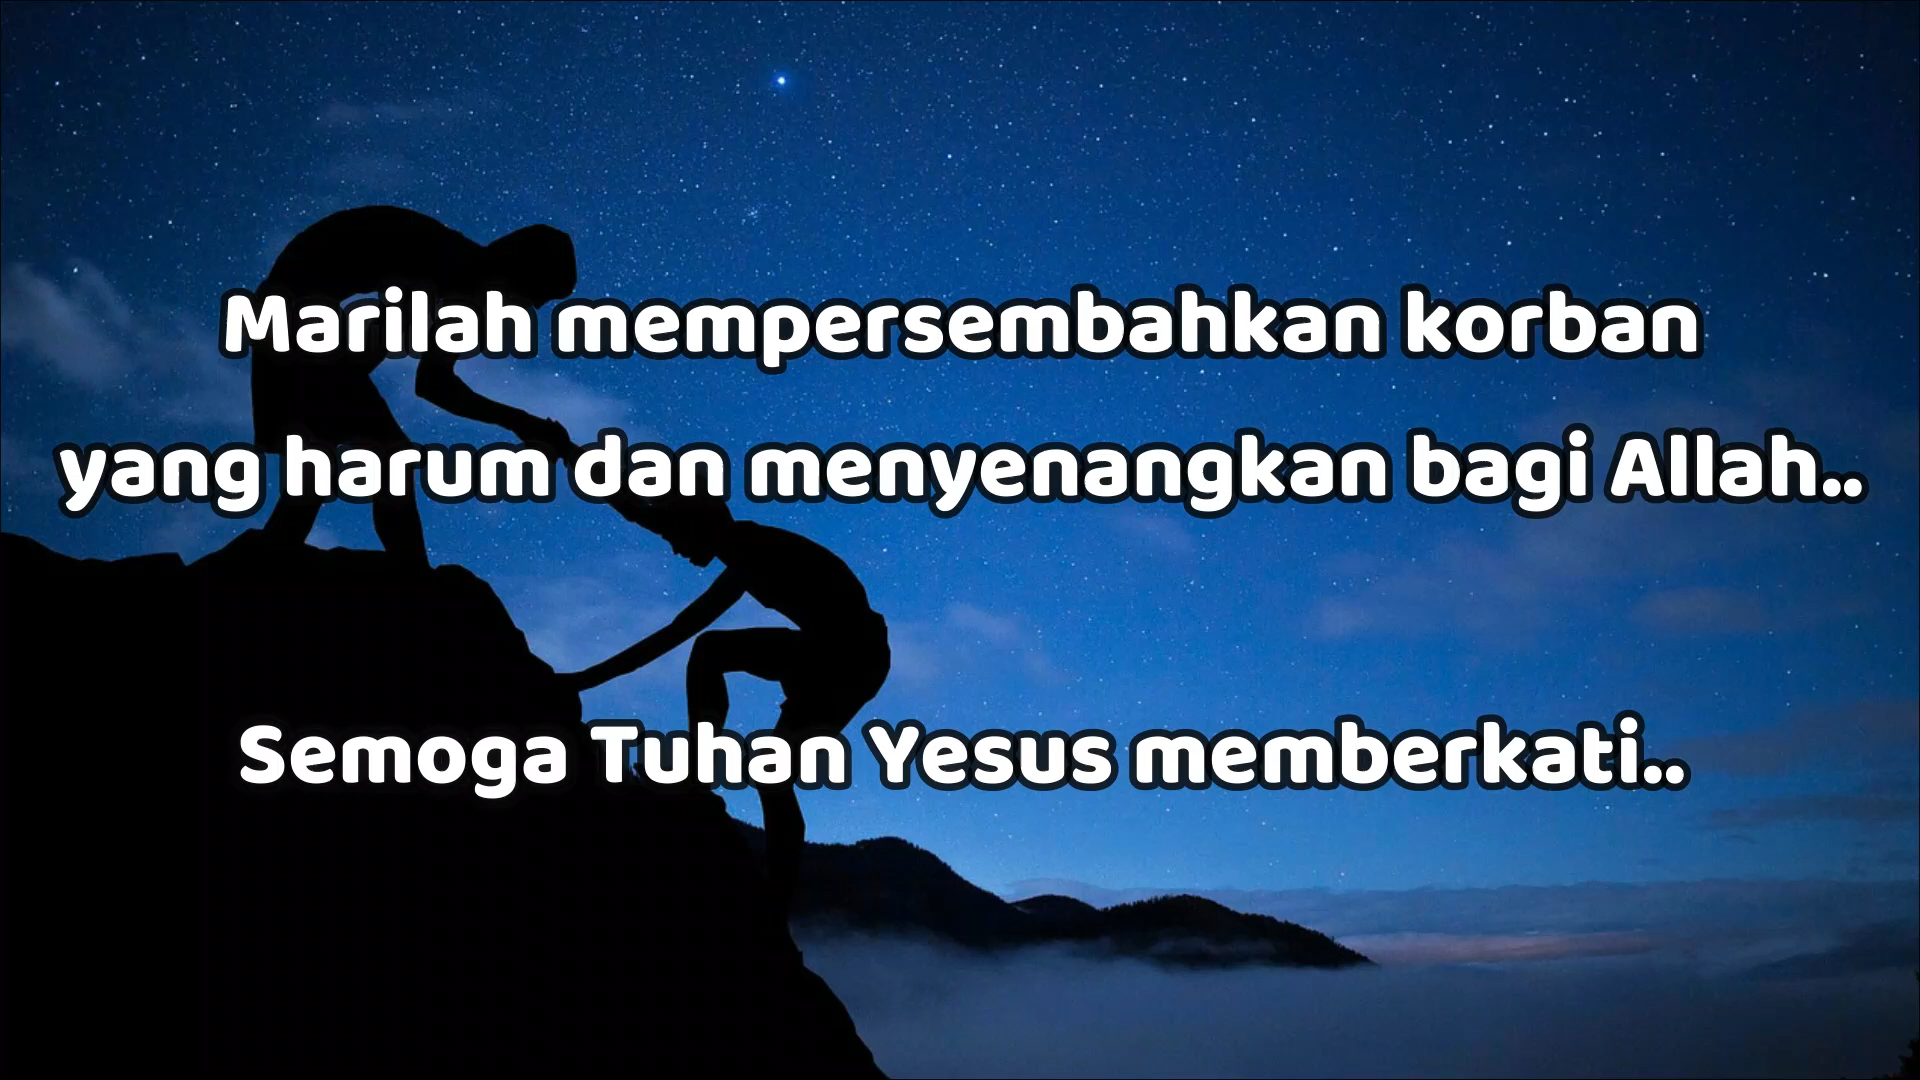 Marilah mempersembahkan korban
yang harum dan menyenangkan bagi Allah..
Semoga Tuhan Yesus memberkati..